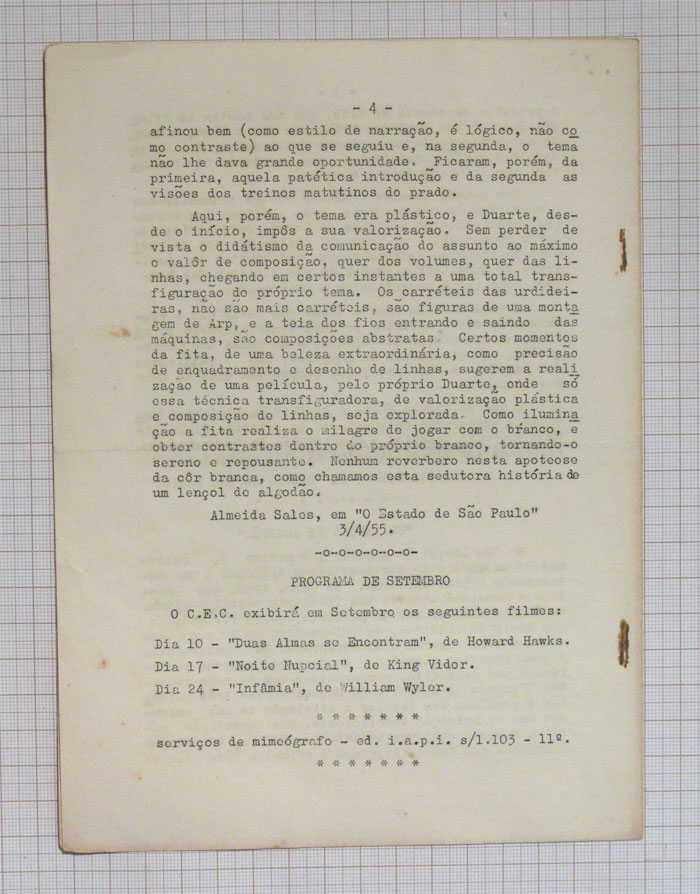 - 4 -
afinou bem (como estilo de narração, é lógico, não co
mo contraste) ao que se seguiu e, na segunda, o tema
não lhe dava grande oportunidade. Ficaram, porém, da
primeira, aquela patética introdução e da segunda as
visões dos treinos matutinos do prado.
Aqui, porém, o tema era plástico, e Duarte, des-
de o início, impôs a sua valorização. Sem perder de
vista o didátismo da comunicação do assunto ao máximo
o valôr de composição, quer dos volumes, quer das li-
nhas, chegando em certos instantes a uma total trans-
figuração do próprio tema. Os carréteis das urdidei-
ras, não são mais carréteis, são figuras de uma monta
gem de Arp, e a teia dos fios entrando e saindo das
máquinas, são composições abstratas. Certos momentos
da fita, de uma beleza extraordinária, como precisão
de enquadramento e desenho de linhas, sugerem a reali
zação de uma película, pelo próprio Duarte, onde só
essa técnica transfiguradora, de valorização plástica
e composição de linhas, seja explorada. Como ilumina
ção a fita realiza o milagre de jogar com o branco, e
obter contrastes dentro do próprio branco, tornando-o
sereno e repousante. Nenhum reverbero nesta apoteose
da côr branca, como chamamos esta sedutora história de
um lençol de algodão.
Almeida Sales, em "O Estado de São Paulo"
3/4/55.
-o-o-o-o-o-o-
PROGRAMA DE SETEMBRO
O C.E.C. exibirá em Setembro os seguintes filmes:
Dia 10 - "Duas Almas se Encontram", de Howard Hawks.
Dia 17 - "Noite Nupcial", de King Vidor.
Dia 24 - "Infâmia", de William Wyler.
* * * * * * *
serviços de mimeógrafo - ed. i.a.p.i. s/1.103 - 11º.
* * * * * * *